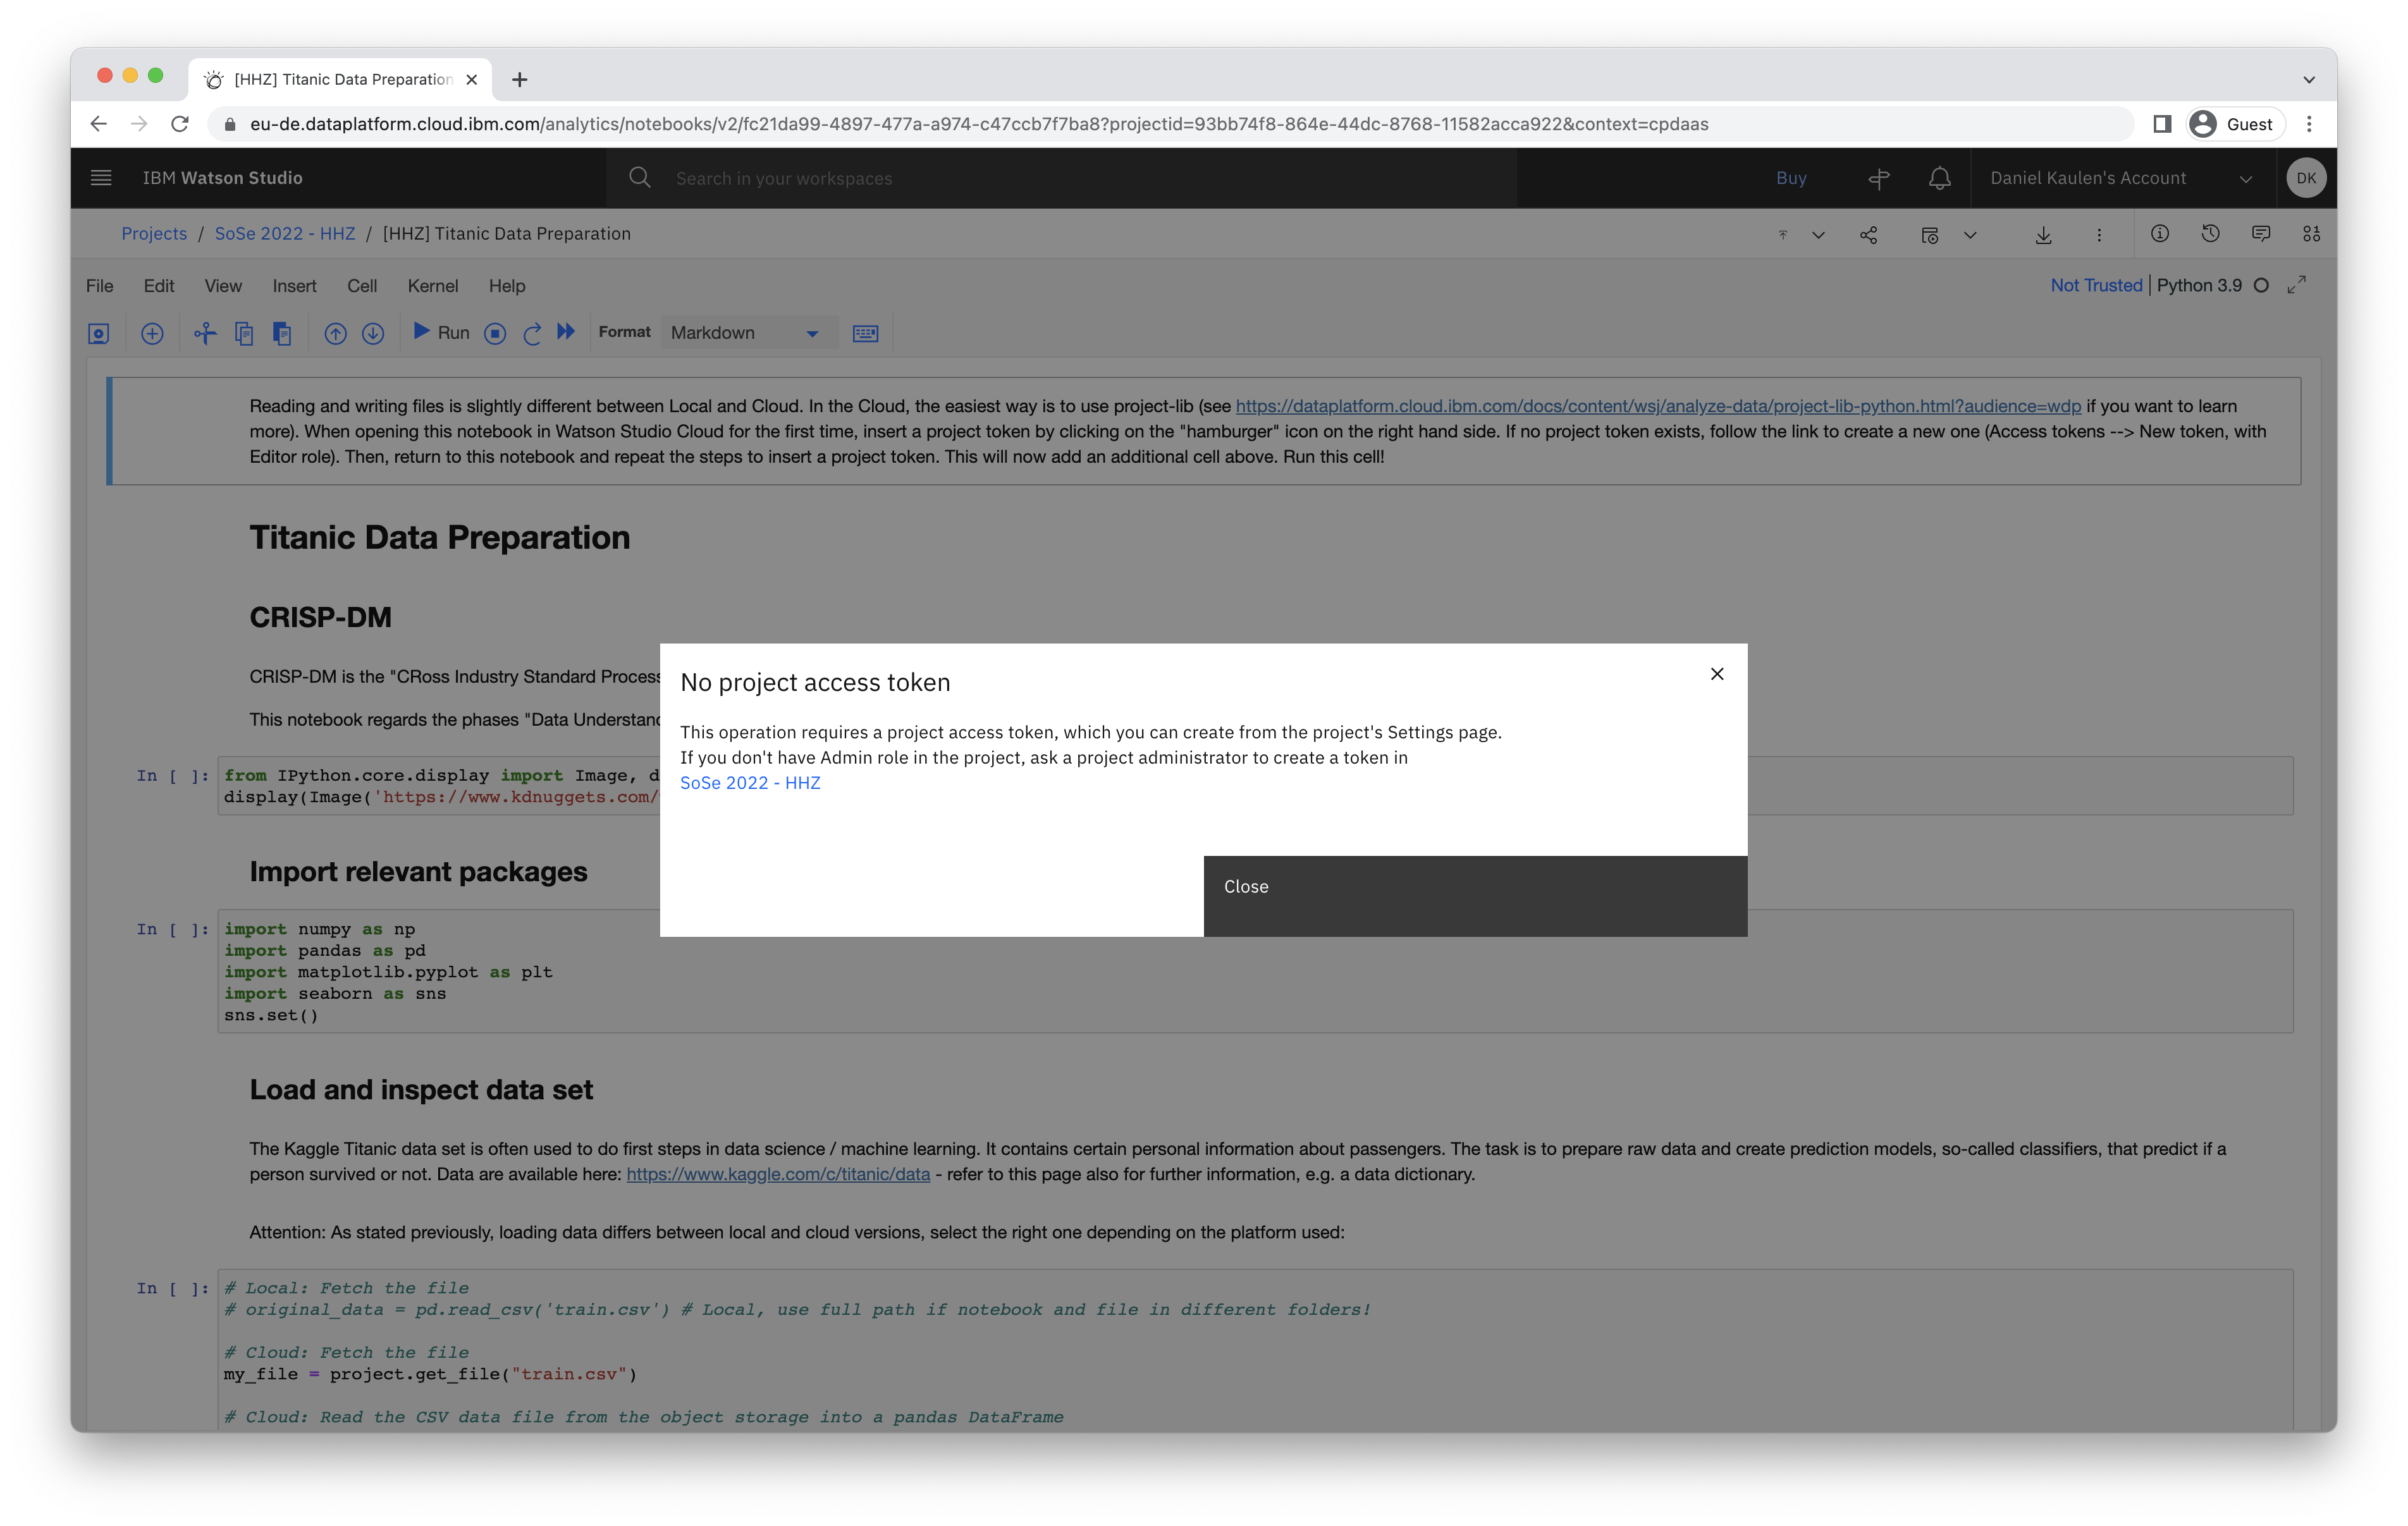 [HHZ] Titanic Data Preparation
eu-de.dataplatform.cloud.ibm.com/analytics/notebooks/v2/fc21da99-4897-477a-a974-c47ccb7f7ba8?projectid=93bb74f8-864e-44dc-8768-11582acca922&context=cpdaas
Guest
IBM Watson Studio
Search in your workspaces
Buy
Daniel Kaulen's Account
DK
Projects / SoSe 2022 - HHZ / [HHZ] Titanic Data Preparation
File Edit View Insert Cell Kernel Help
Not Trusted | Python 3.9
Run
Format
Markdown
Reading and writing files is slightly different between Local and Cloud. In the Cloud, the easiest way is to use project-lib (see https://dataplatform.cloud.ibm.com/docs/content/wsj/analyze-data/project-lib-python.html?audience=wdp if you want to learn
more). When opening this notebook in Watson Studio Cloud for the first time, insert a project token by clicking on the "hamburger" icon on the right hand side. If no project token exists, follow the link to create a new one (Access tokens --> New token, with
Editor role). Then, return to this notebook and repeat the steps to insert a project token. This will now add an additional cell above. Run this cell!
Titanic Data Preparation
CRISP-DM
CRISP-DM is the "CRoss Industry Standard Process
This notebook regards the phases "Data Understand
In [ ]: from IPython.core.display import Image, d
display(Image('https://www.kdnuggets.com/
No project access token
This operation requires a project access token, which you can create from the project's Settings page.
If you don't have Admin role in the project, ask a project administrator to create a token in
SoSe 2022 - HHZ
Close
Import relevant packages
In [ ]: import numpy as np
import pandas as pd
import matplotlib.pyplot as plt
import seaborn as sns
sns.set()
Load and inspect data set
The Kaggle Titanic data set is often used to do first steps in data science / machine learning. It contains certain personal information about passengers. The task is to prepare raw data and create prediction models, so-called classifiers, that predict if a
person survived or not. Data are available here: https://www.kaggle.com/c/titanic/data - refer to this page also for further information, e.g. a data dictionary.
Attention: As stated previously, loading data differs between local and cloud versions, select the right one depending on the platform used:
In [ ]: # Local: Fetch the file
# original_data = pd.read_csv('train.csv') # Local, use full path if notebook and file in different folders!
# Cloud: Fetch the file
my_file = project.get_file("train.csv")
# Cloud: Read the CSV data file from the object storage into a pandas DataFrame